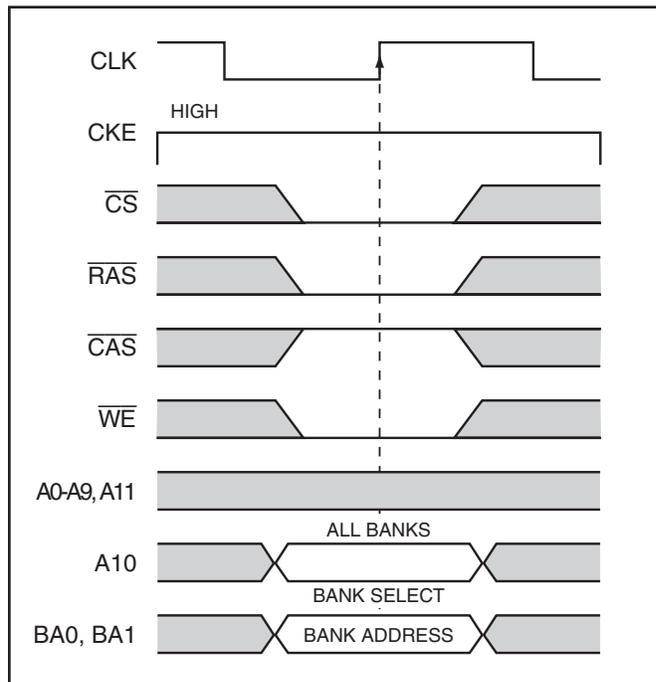 CLK
HIGH
CKE
CS
RAS
CAS
WE
A0-A9, A11
ALL BANKS
A10
BANK SELECT
BA0, BA1
BANK ADDRESS